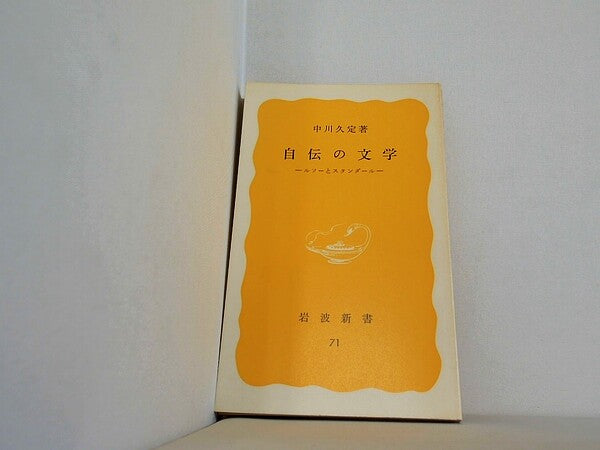 中川久定著
自伝の文学
―ルソーとスタンダール―
岩波新書
71